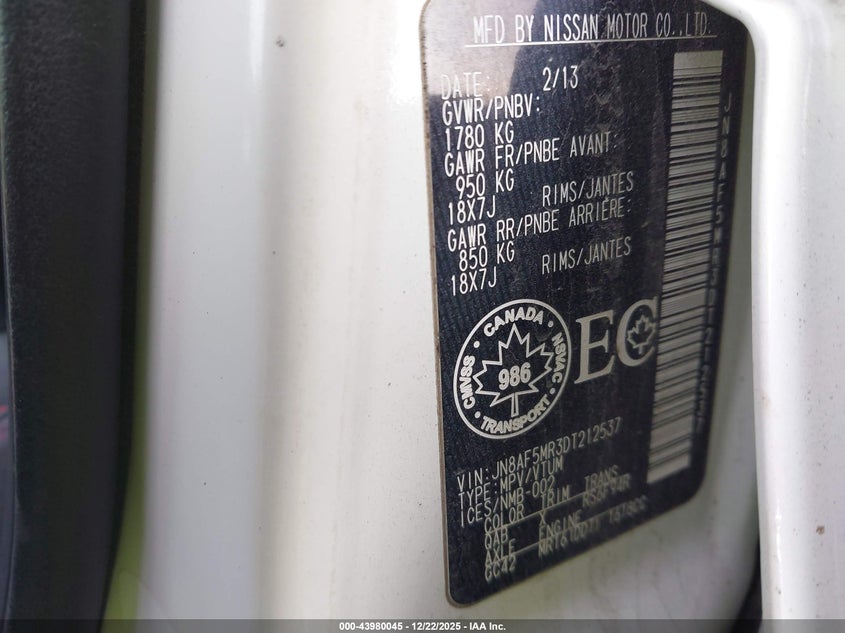 MFD BY NISSAN MOTOR CO.,LTD.
DATE: 2/13
GVWR/PNBV:
1780 KG
GAWR FR/PNBE AVANT:
950 KG
18X7J RIMS/JANTES
GAWR RR/PNBE ARRIÈRE:
850 KG
18X7J RIMS/JANTES
CANADA
CMVSS NSVAC
986
TRANSPORT
EC
VIN:JN8AF5MR3DT212537
TYPE:MPV/VTUM
ICES/NMB-002
COLOR TRIM TRANS
QAB
AXLE ENGINE
GC42 1618CC
JN8AF5MR3DT212537
000-43980045 - 12/22/2025 - IAA Inc.